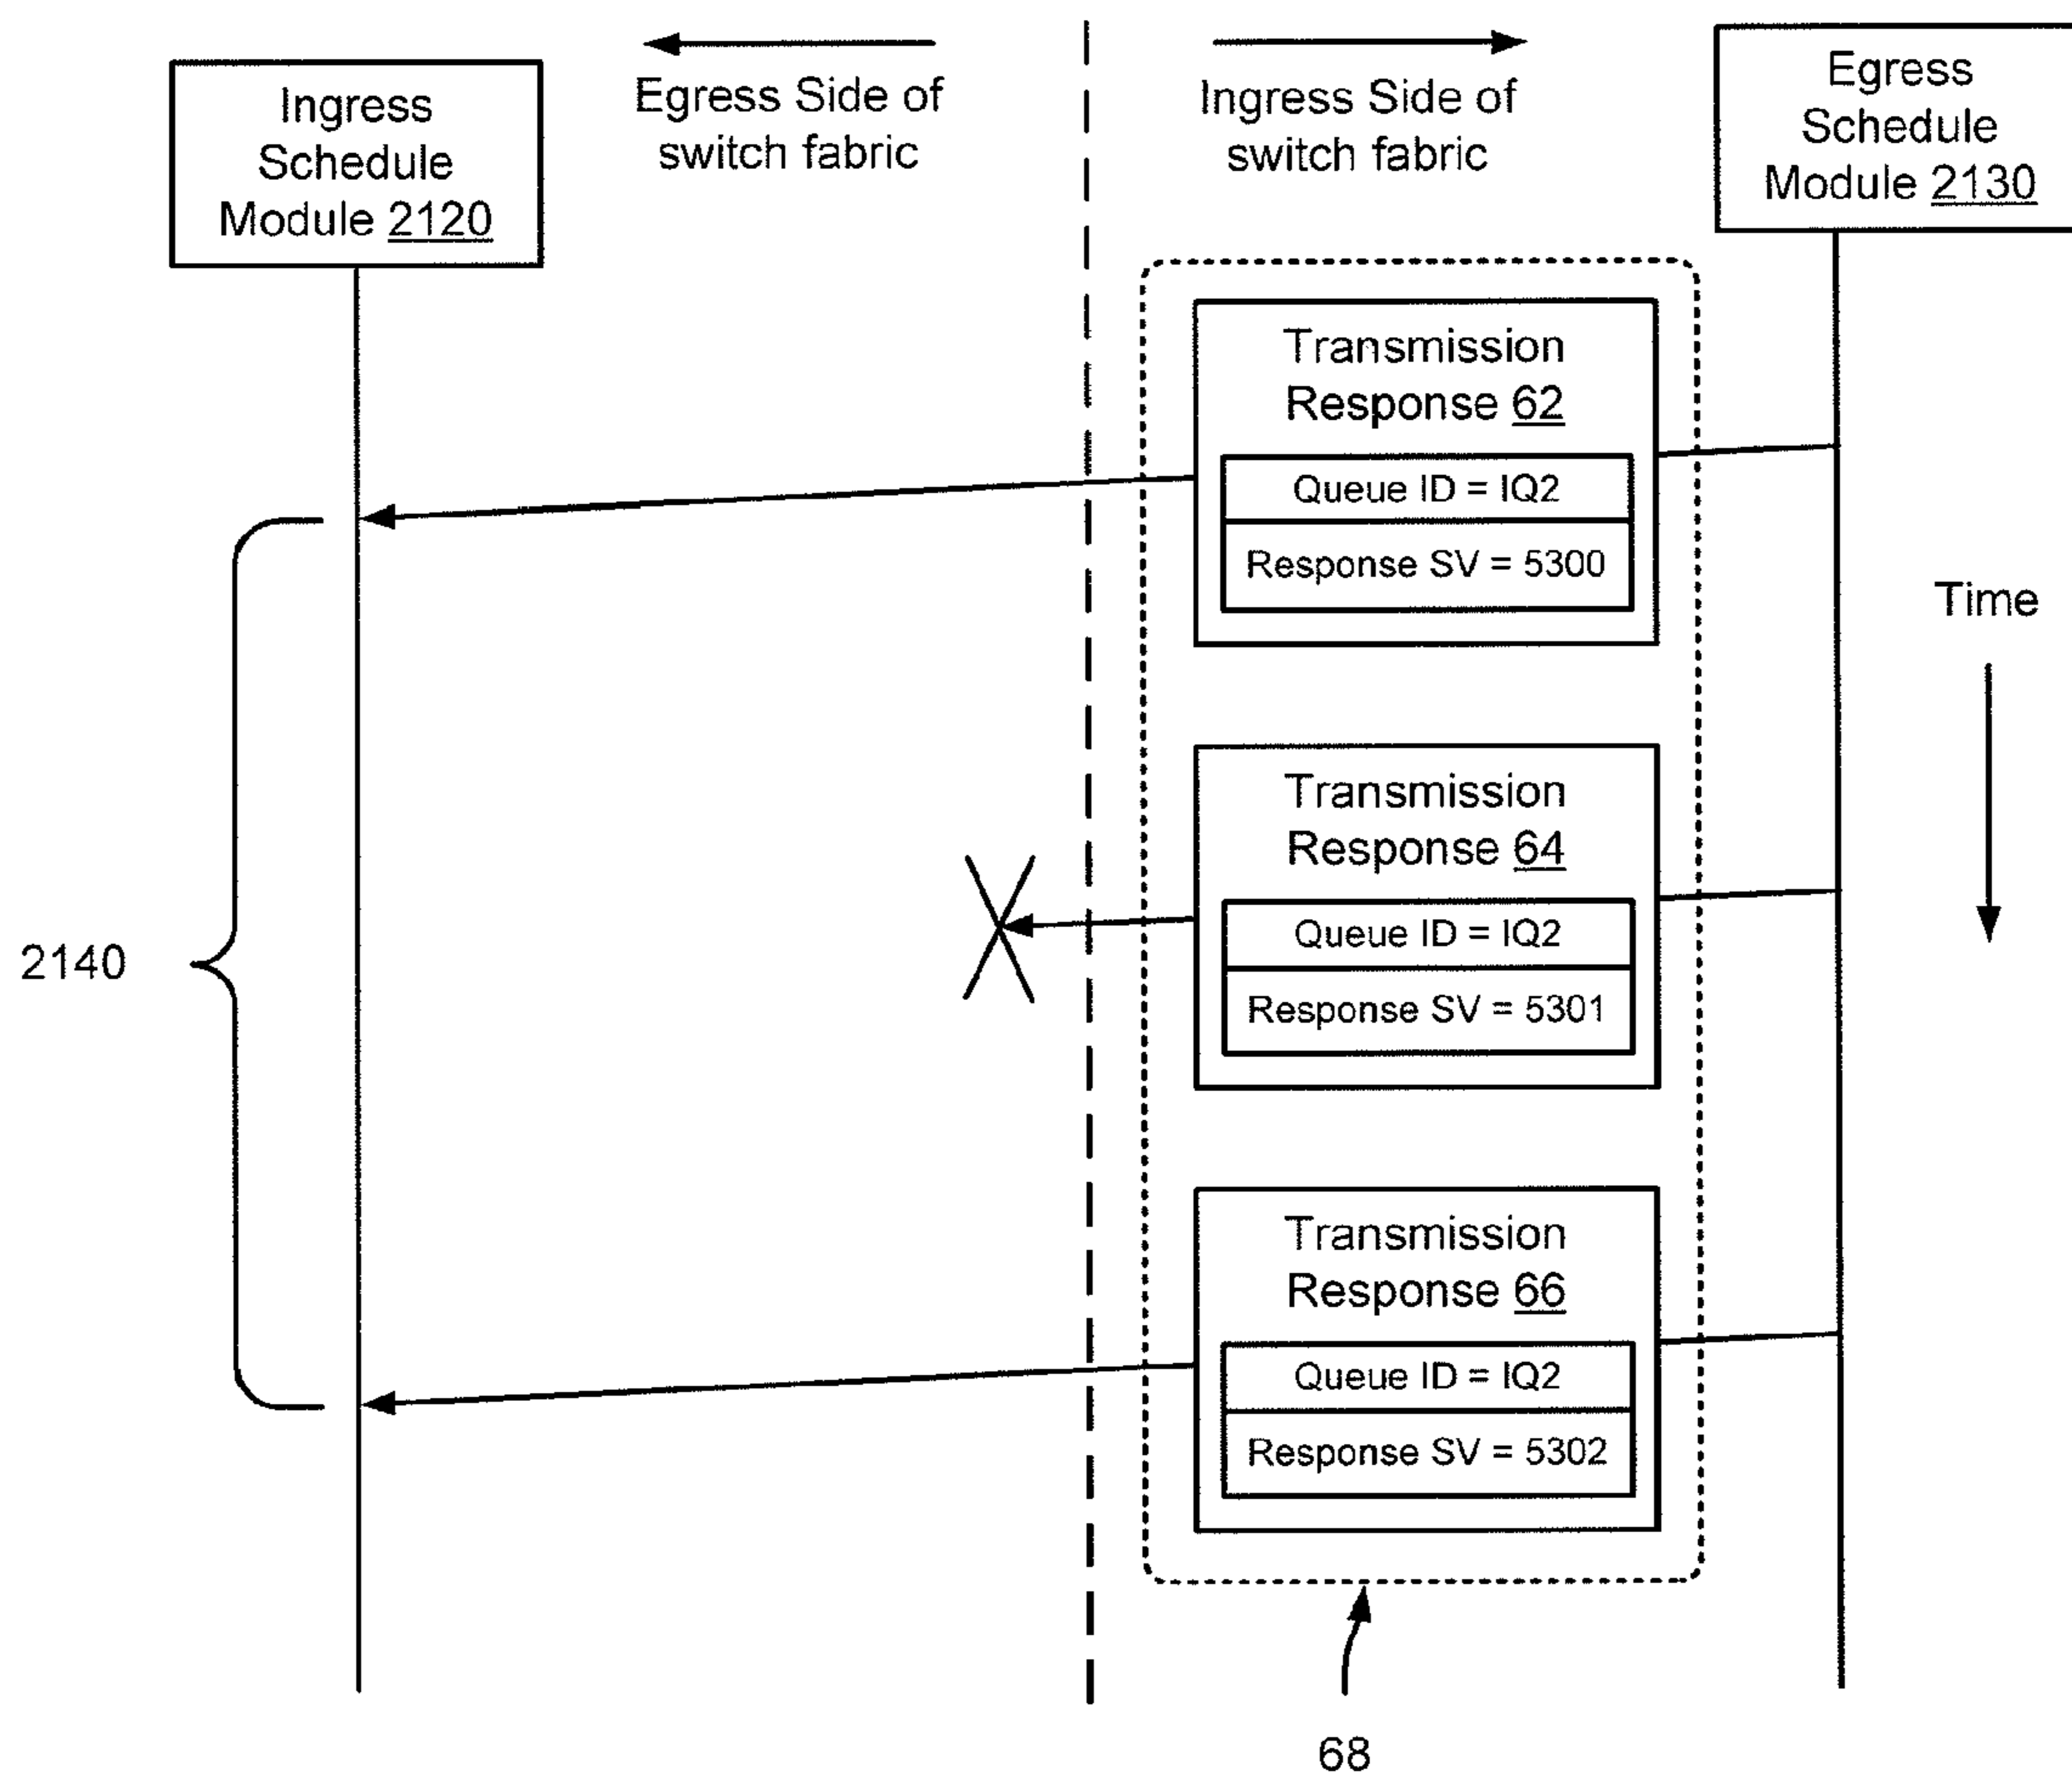 Ingress
Schedule
Module 2120
Egress Side of
switch fabric
Ingress Side of
switch fabric
Egress
Schedule
Module 2130
Transmission
Response 62
Queue ID = IQ2
Response SV = 5300
Time
Transmission
Response 64
Queue ID = IQ2
Response SV = 5301
2140
Transmission
Response 66
Queue ID = IQ2
Response SV = 5302
68